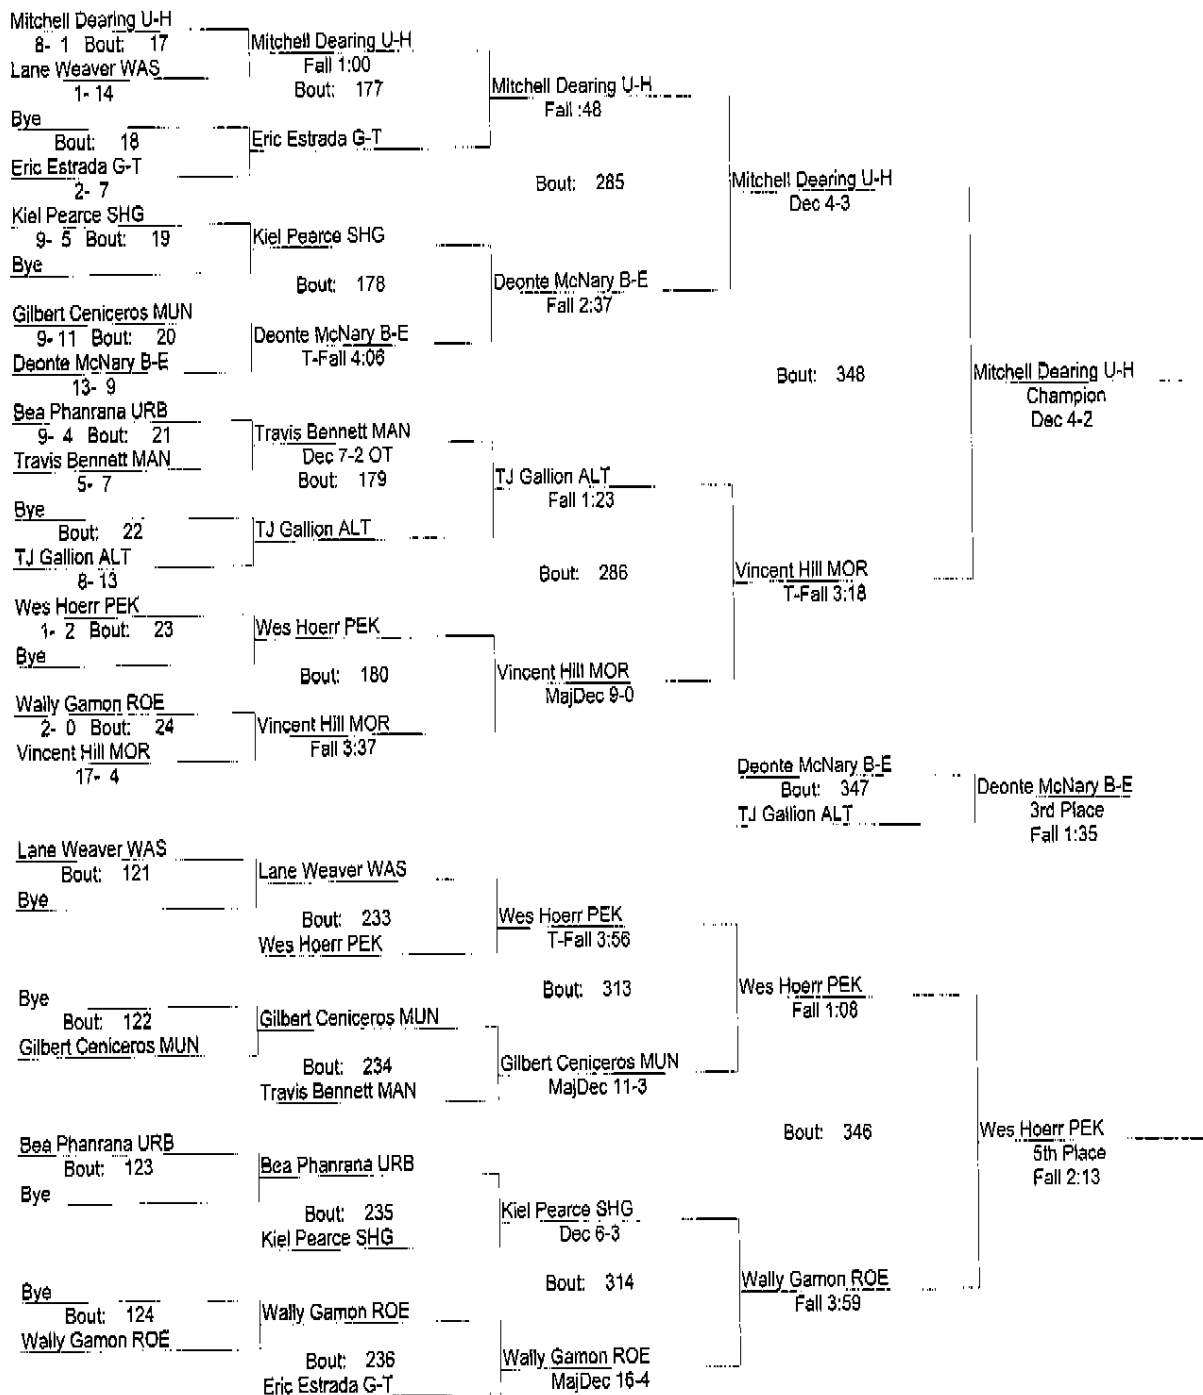 Mitchell Dearing U-H
8- 1 Bout: 17
Lane Weaver WAS
1- 14
Bye
Bout: 18
Eric Estrada G-T
2- 7
Kiel Pearce SHG
9- 5 Bout: 19
Bye
Gilbert Ceniceros MUN
9- 11 Bout: 20
Deonte McNary B-E
13- 9
Bea Phanrana URB
9- 4 Bout: 21
Travis Bennett MAN
5- 7
Bye
Bout: 22
TJ Gallion ALT
8- 13
Wes Hoerr PEK
1- 2 Bout: 23
Bye
Wally Gamon ROE
2- 0 Bout: 24
Vincent Hill MOR
17- 4
Mitchell Dearing U-H
Fall 1:00
Bout: 177
Eric Estrada G-T
Kiel Pearce SHG
Bout: 178
Deonte McNary B-E
T-Fall 4:06
Travis Bennett MAN
Dec 7-2 OT
Bout: 179
TJ Gallion ALT
Wes Hoerr PEK
Bout: 180
Vincent Hill MOR
Fall 3:37
Mitchell Dearing U-H
Fall :48
Bout: 285
Deonte McNary B-E
Fall 2:37
TJ Gallion ALT
Fall 1:23
Bout: 286
Vincent Hill MOR
MajDec 9-0
Mitchell Dearing U-H
Dec 4-3
Bout: 348
Vincent Hill MOR
T-Fall 3:18
Mitchell Dearing U-H
Champion
Dec 4-2
Deonte McNary B-E
Bout: 347
TJ Gallion ALT
Deonte McNary B-E
3rd Place
Fall 1:35
Lane Weaver WAS
Bout: 121
Bye
Bye
Bout: 122
Gilbert Ceniceros MUN
Bea Phanrana URB
Bout: 123
Bye
Bye
Bout: 124
Wally Gamon ROE
Lane Weaver WAS
Bout: 233
Wes Hoerr PEK
Gilbert Ceniceros MUN
Bout: 234
Travis Bennett MAN
Bea Phanrana URB
Bout: 235
Kiel Pearce SHG
Wally Gamon ROE
Bout: 236
Eric Estrada G-T
Wes Hoerr PEK
T-Fall 3:56
Bout: 313
Gilbert Ceniceros MUN
MajDec 11-3
Kiel Pearce SHG
Dec 6-3
Bout: 314
Wally Gamon ROE
MajDec 16-4
Wes Hoerr PEK
Fall 1:08
Bout: 346
Wally Gamon ROE
Fall 3:59
Wes Hoerr PEK
5th Place
Fall 2:13